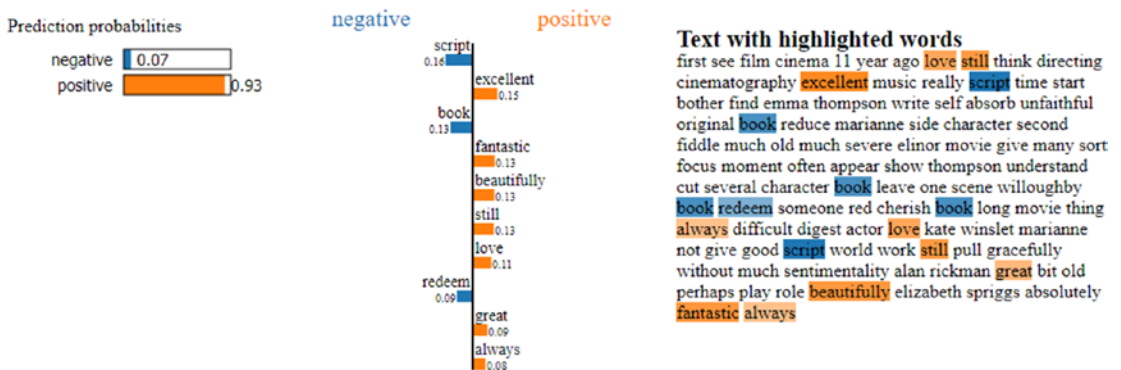 Prediction probabilities
negative 0.07
positive 0.93
negative positive
script
0.16
excellent
0.15
book
0.13
fantastic
0.13
beautifully
0.13
still
0.13
love
0.11
redeem
0.09
great
0.09
always
0.08
Text with highlighted words
first see film cinema 11 year ago love still think directing
cinematography excellent music really script time start
bother find emma thompson write self absorb unfaithful
original book reduce marianne side character second
fiddle much old much severe elinor movie give many sort
focus moment often appear show thompson understand
cut several character book leave one scene willoughby
book redeem someone red cherish book long movie thing
always difficult digest actor love kate winslet marianne
not give good script world work still pull gracefully
without much sentimentality alan rickman great bit old
perhaps play role beautifully elizabeth spriggs absolutely
fantastic always